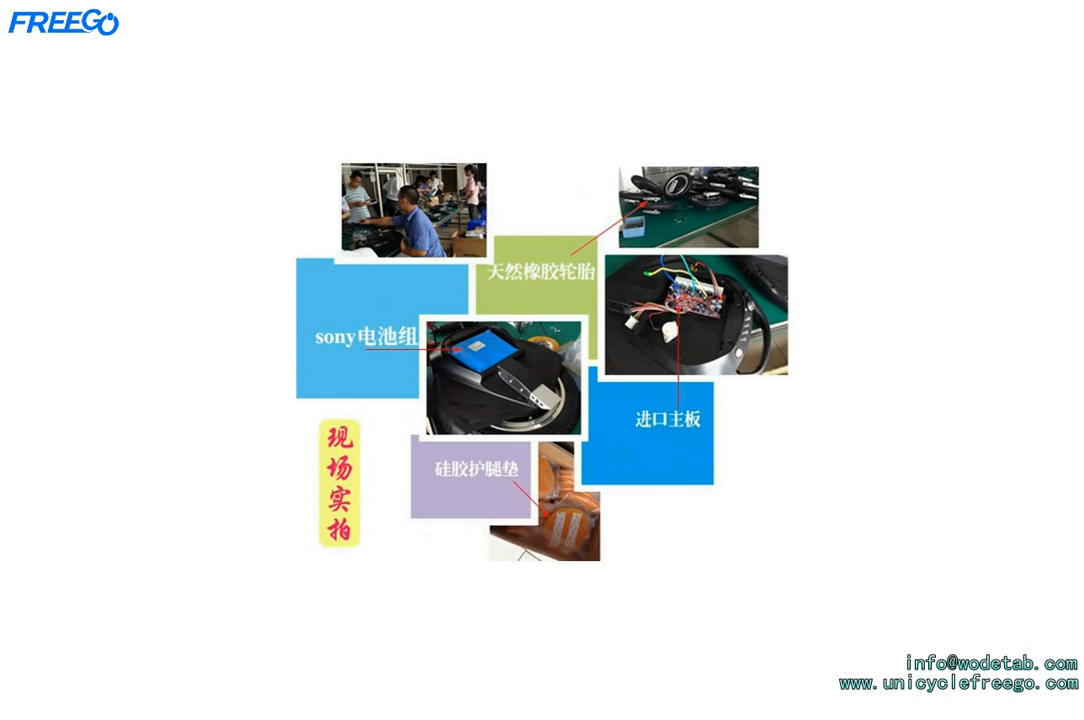 FREEGO
天然橡胶轮胎
sony电池组
进口主板
硅胶护腿垫
现
场
实
拍
info@wodetab.com
www.unicyclefreego.com